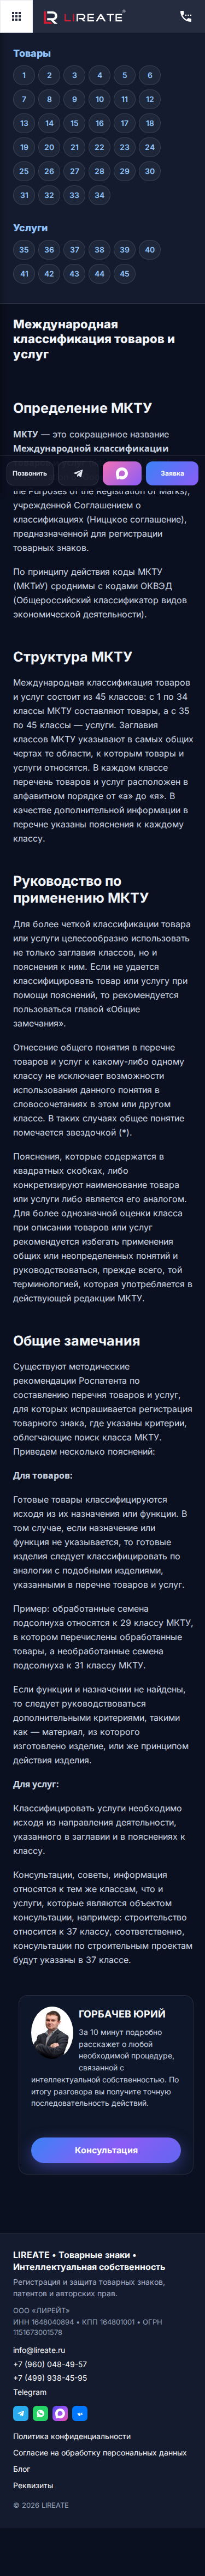 LIREATE®
Товары
1 2 3 4 5 6
7 8 9 10 11 12
13 14 15 16 17 18
19 20 21 22 23 24
25 26 27 28 29 30
31 32 33 34
Услуги
35 36 37 38 39 40
41 42 43 44 45
Международная
классификация товаров и
услуг
Определение МКТУ
МКТУ — это сокращенное название
Международной классификации
Позвонить Заявка
the Purposes of the Registration of Marks),
учрежденной Соглашением о
классификациях (Ниццкое соглашение),
предназначенной для регистрации
товарных знаков.
По принципу действия коды МКТУ
(МКТиУ) сроднимы с кодами ОКВЭД
(Общероссийский классификатор видов
экономической деятельности).
Структура МКТУ
Международная классификация товаров
и услуг состоит из 45 классов: с 1 по 34
классы МКТУ составляют товары, а с 35
по 45 классы — услуги. Заглавия
классов МКТУ указывают в самых общих
чертах те области, к которым товары и
услуги относятся. В каждом классе
перечень товаров и услуг расположен в
алфавитном порядке от «а» до «я». В
качестве дополнительной информации в
перечне указаны пояснения к каждому
классу.
Руководство по
применению МКТУ
Для более четкой классификации товара
или услуги целесообразно использовать
не только заглавия классов, но и
пояснения к ним. Если не удается
классифицировать товар или услугу при
помощи пояснений, то рекомендуется
пользоваться главой «Общие
замечания».
Отнесение общего понятия в перечне
товаров и услуг к какому-либо одному
классу не исключает возможности
использования данного понятия в
словосочетаниях в этом или другом
классе. В таких случаях общее понятие
помечается звездочкой (*).
Пояснения, которые содержатся в
квадратных скобках, либо
конкретизируют наименование товара
или услуги либо является его аналогом.
Для более однозначной оценки класса
при описании товаров или услуг
рекомендуется избегать применения
общих или неопределенных понятий и
руководствоваться, прежде всего, той
терминологией, которая употребляется в
действующей редакции МКТУ.
Общие замечания
Существуют методические
рекомендации Роспатента по
составлению перечня товаров и услуг,
для которых испрашивается регистрация
товарного знака, где указаны критерии,
облегчающие поиск класса МКТУ.
Приведем несколько пояснений:
Для товаров:
Готовые товары классифицируются
исходя из их назначения или функции. В
том случае, если назначение или
функция не указывается, то готовые
изделия следует классифицировать по
аналогии с подобными изделиями,
указанными в перечне товаров и услуг.
Пример: обработанные семена
подсолнуха относятся к 29 классу МКТУ,
в котором перечислены обработанные
товары, а необработанные семена
подсолнуха к 31 классу МКТУ.
Если функции и назначении не найдены,
то следует руководствоваться
дополнительными критериями, такими
как — материал, из которого
изготовлено изделие, или же принципом
действия изделия.
Для услуг:
Классифицировать услуги необходимо
исходя из направления деятельности,
указанного в заглавии и в пояснениях к
классу.
Консультации, советы, информация
относятся к тем же классам, что и
услуги, которые являются объектом
консультации, например: строительство
относится к 37 классу, соответственно,
консультации по строительным проектам
будут указаны в 37 классе.
ГОРБАЧЕВ ЮРИЙ
За 10 минут подробно
расскажет о любой
необходимой процедуре,
связанной с
интеллектуальной собственностью. По
итогу разговора вы получите точную
последовательность действий.
Консультация
LIREATE • Товарные знаки •
Интеллектуальная собственность
Регистрация и защита товарных знаков,
патентов и авторских прав.
ООО «ЛИРЕЙТ»
ИНН 1648040894 • КПП 164801001 • ОГРН
1151673001578
info@lireate.ru
+7 (960) 048-49-57
+7 (499) 938-45-95
Telegram
Политика конфиденциальности
Согласие на обработку персональных данных
Блог
Реквизиты
© 2026 LIREATE